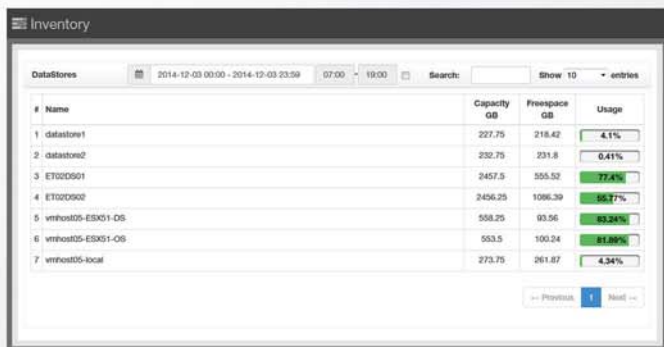 Inventory
DataStores 2014-12-03 00:00 - 2014-12-03 23:59 07:00 - 19:00 Search: Show 10 entries
# Name Capacity GB Freespace GB Usage
1 datastore1 227.75 218.42 4.1%
2 datastore2 232.75 231.8 0.41%
3 ET02DS01 2457.5 555.52 77.4%
4 ET02DS02 2456.25 1086.39 55.77%
5 vmhost05-ESX51-DS 558.25 93.56 83.24%
6 vmhost05-ESX51-OS 553.5 100.24 81.89%
7 vmhost05-local 273.75 261.87 4.34%
← Previous 1 Next →